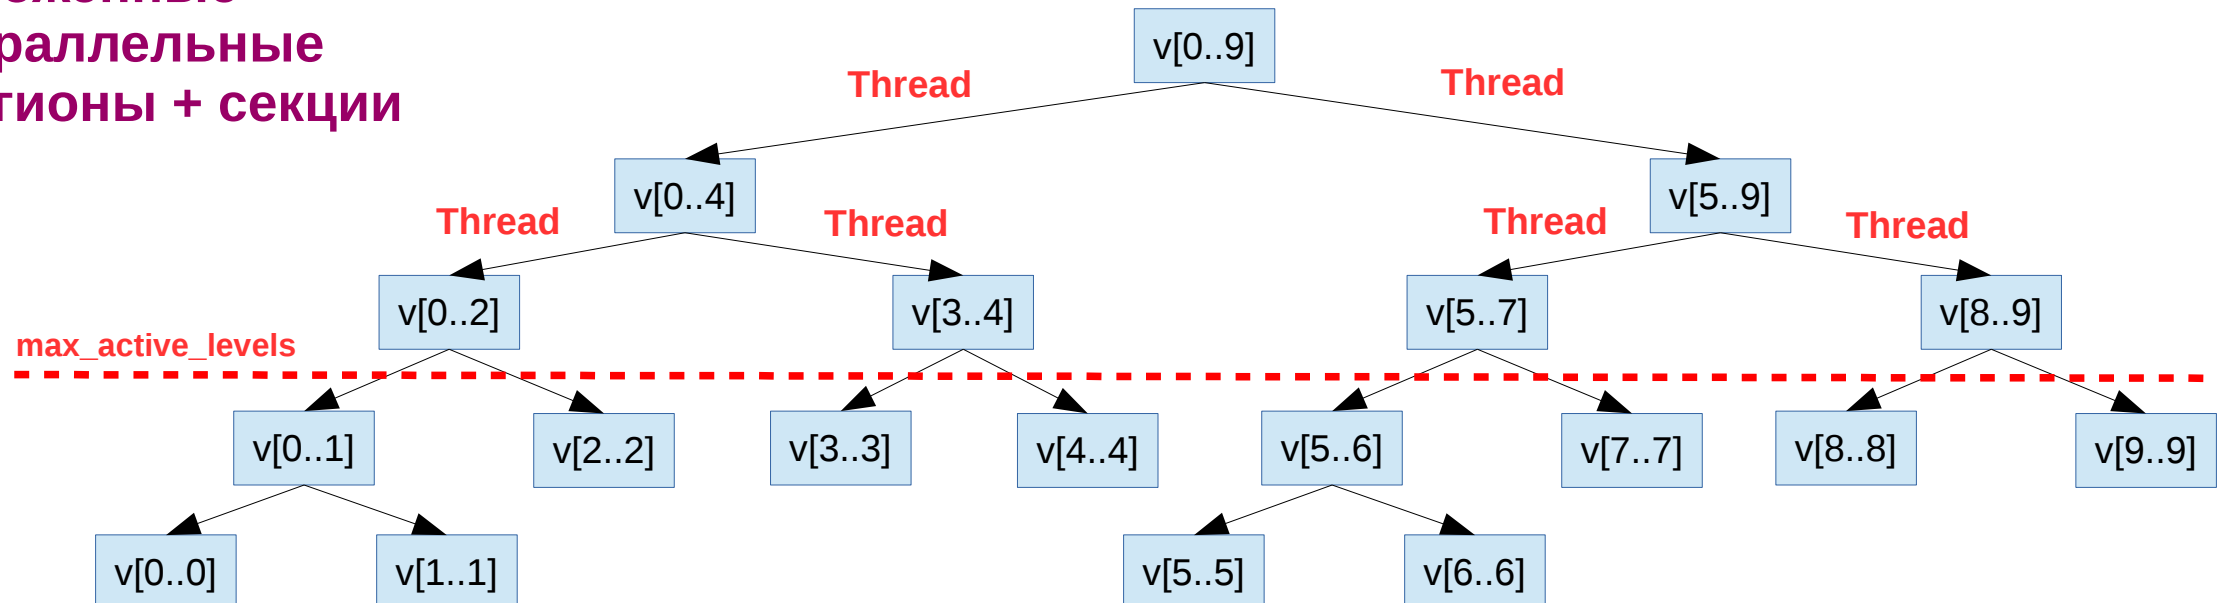 раллельные
гионы + секции
v[0..9]
Thread
Thread
v[0..4]
v[5..9]
Thread
Thread
Thread
Thread
v[0..2]
v[3..4]
v[5..7]
v[8..9]
max_active_levels
v[0..1]
v[2..2]
v[3..3]
v[4..4]
v[5..6]
v[7..7]
v[8..8]
v[9..9]
v[0..0]
v[1..1]
v[5..5]
v[6..6]